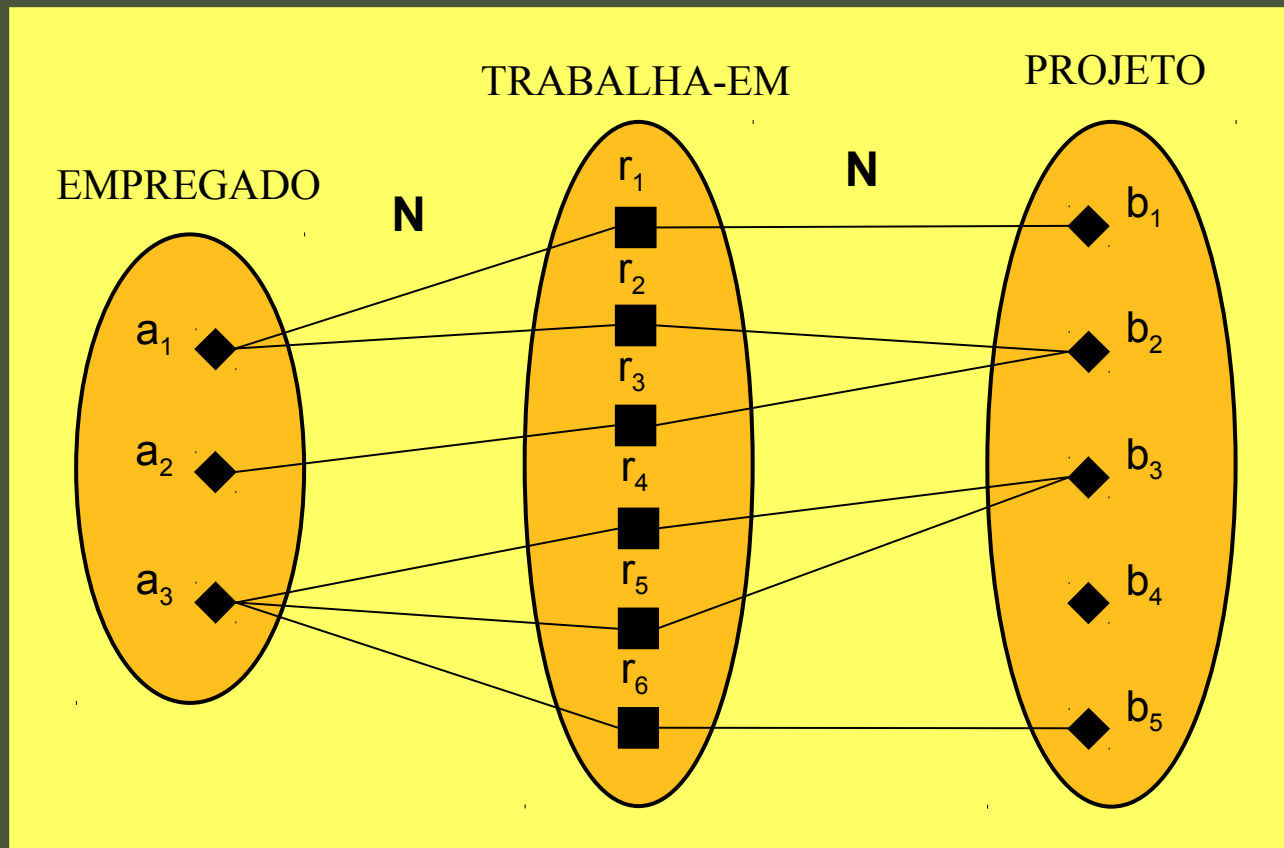 TRABALHA-EM
PROJETO
EMPREGADO
N
N
r1
r2
r3
r4
r5
r6
a1
a2
a3
b1
b2
b3
b4
b5